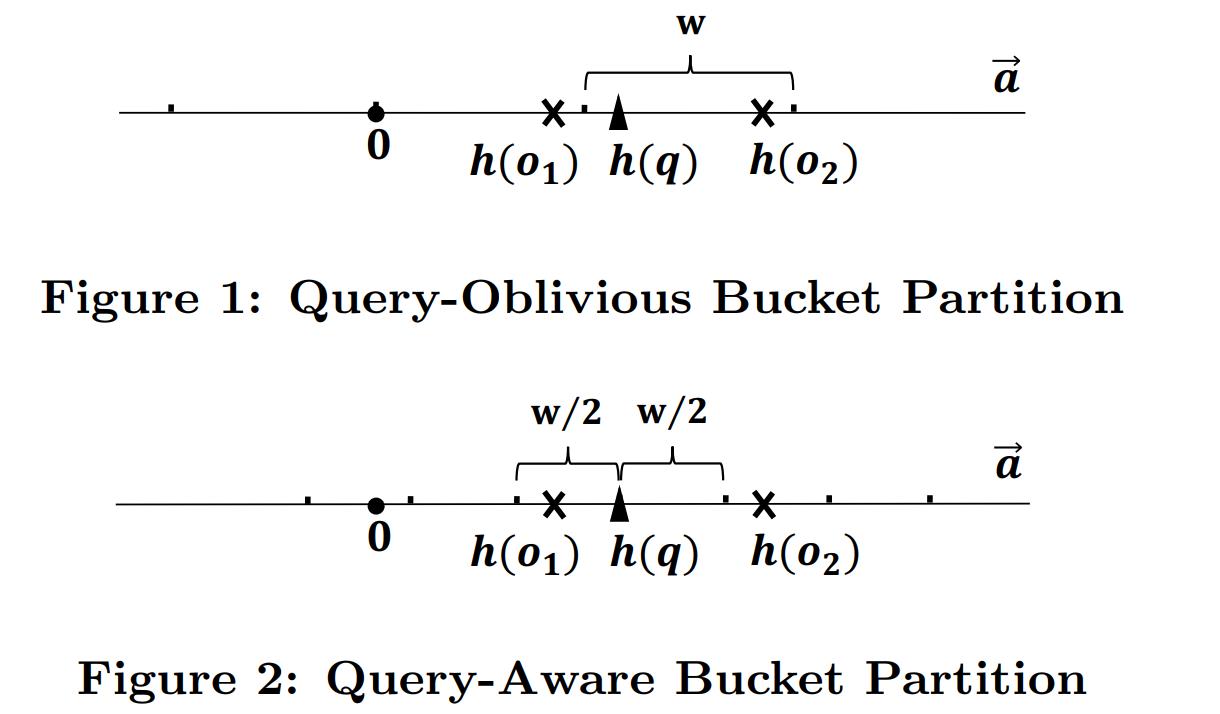 w
$\vec{a}$
0
$h(o_1)$ $h(q)$ $h(o_2)$
Figure 1: Query-Oblivious Bucket Partition
w/2 w/2
$\vec{a}$
0
$h(o_1)$ $h(q)$ $h(o_2)$
Figure 2: Query-Aware Bucket Partition